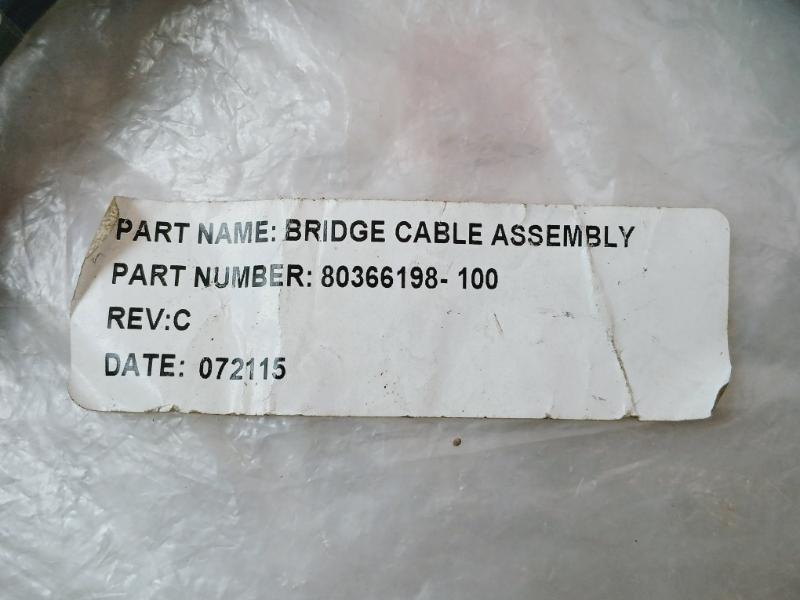 PART NAME: BRIDGE CABLE ASSEMBLY
PART NUMBER: 80366198- 100
REV:C
DATE: 072115